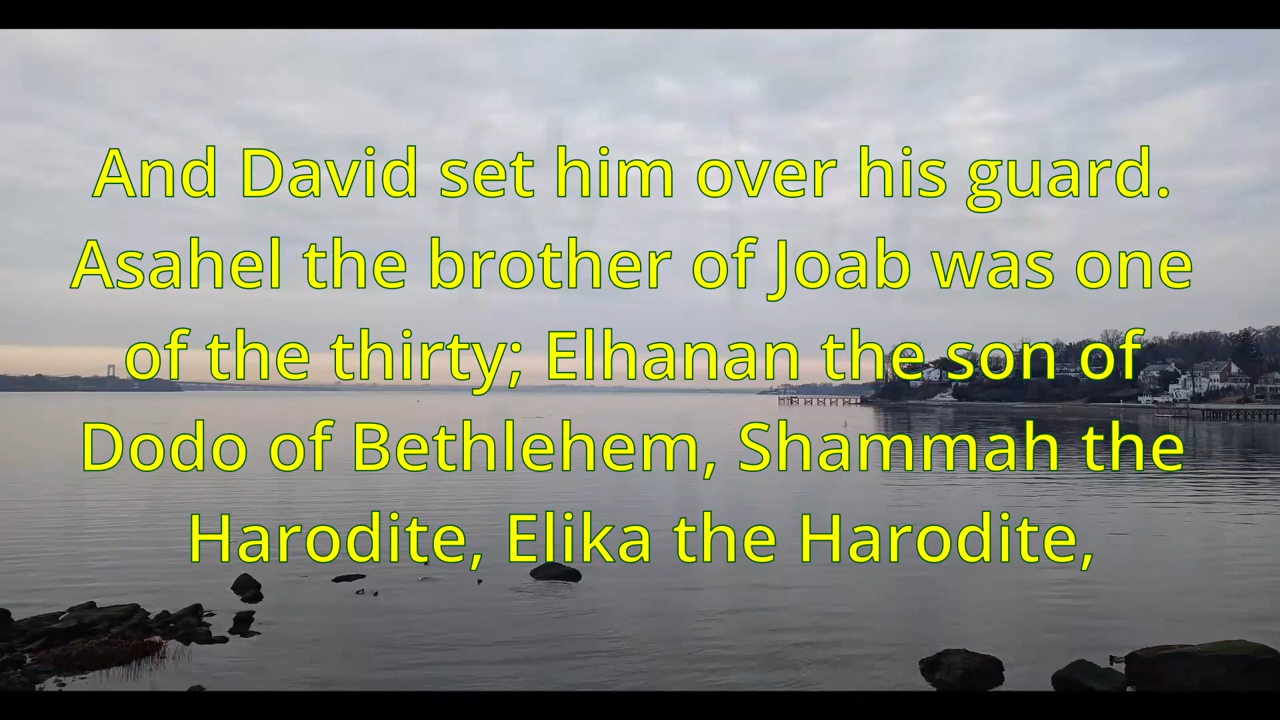 And David set him over his guard.
Asahel the brother of Joab was one
of the thirty; Elhanan the son of
Dodo of Bethlehem, Shammah the
Harodite, Elika the Harodite,